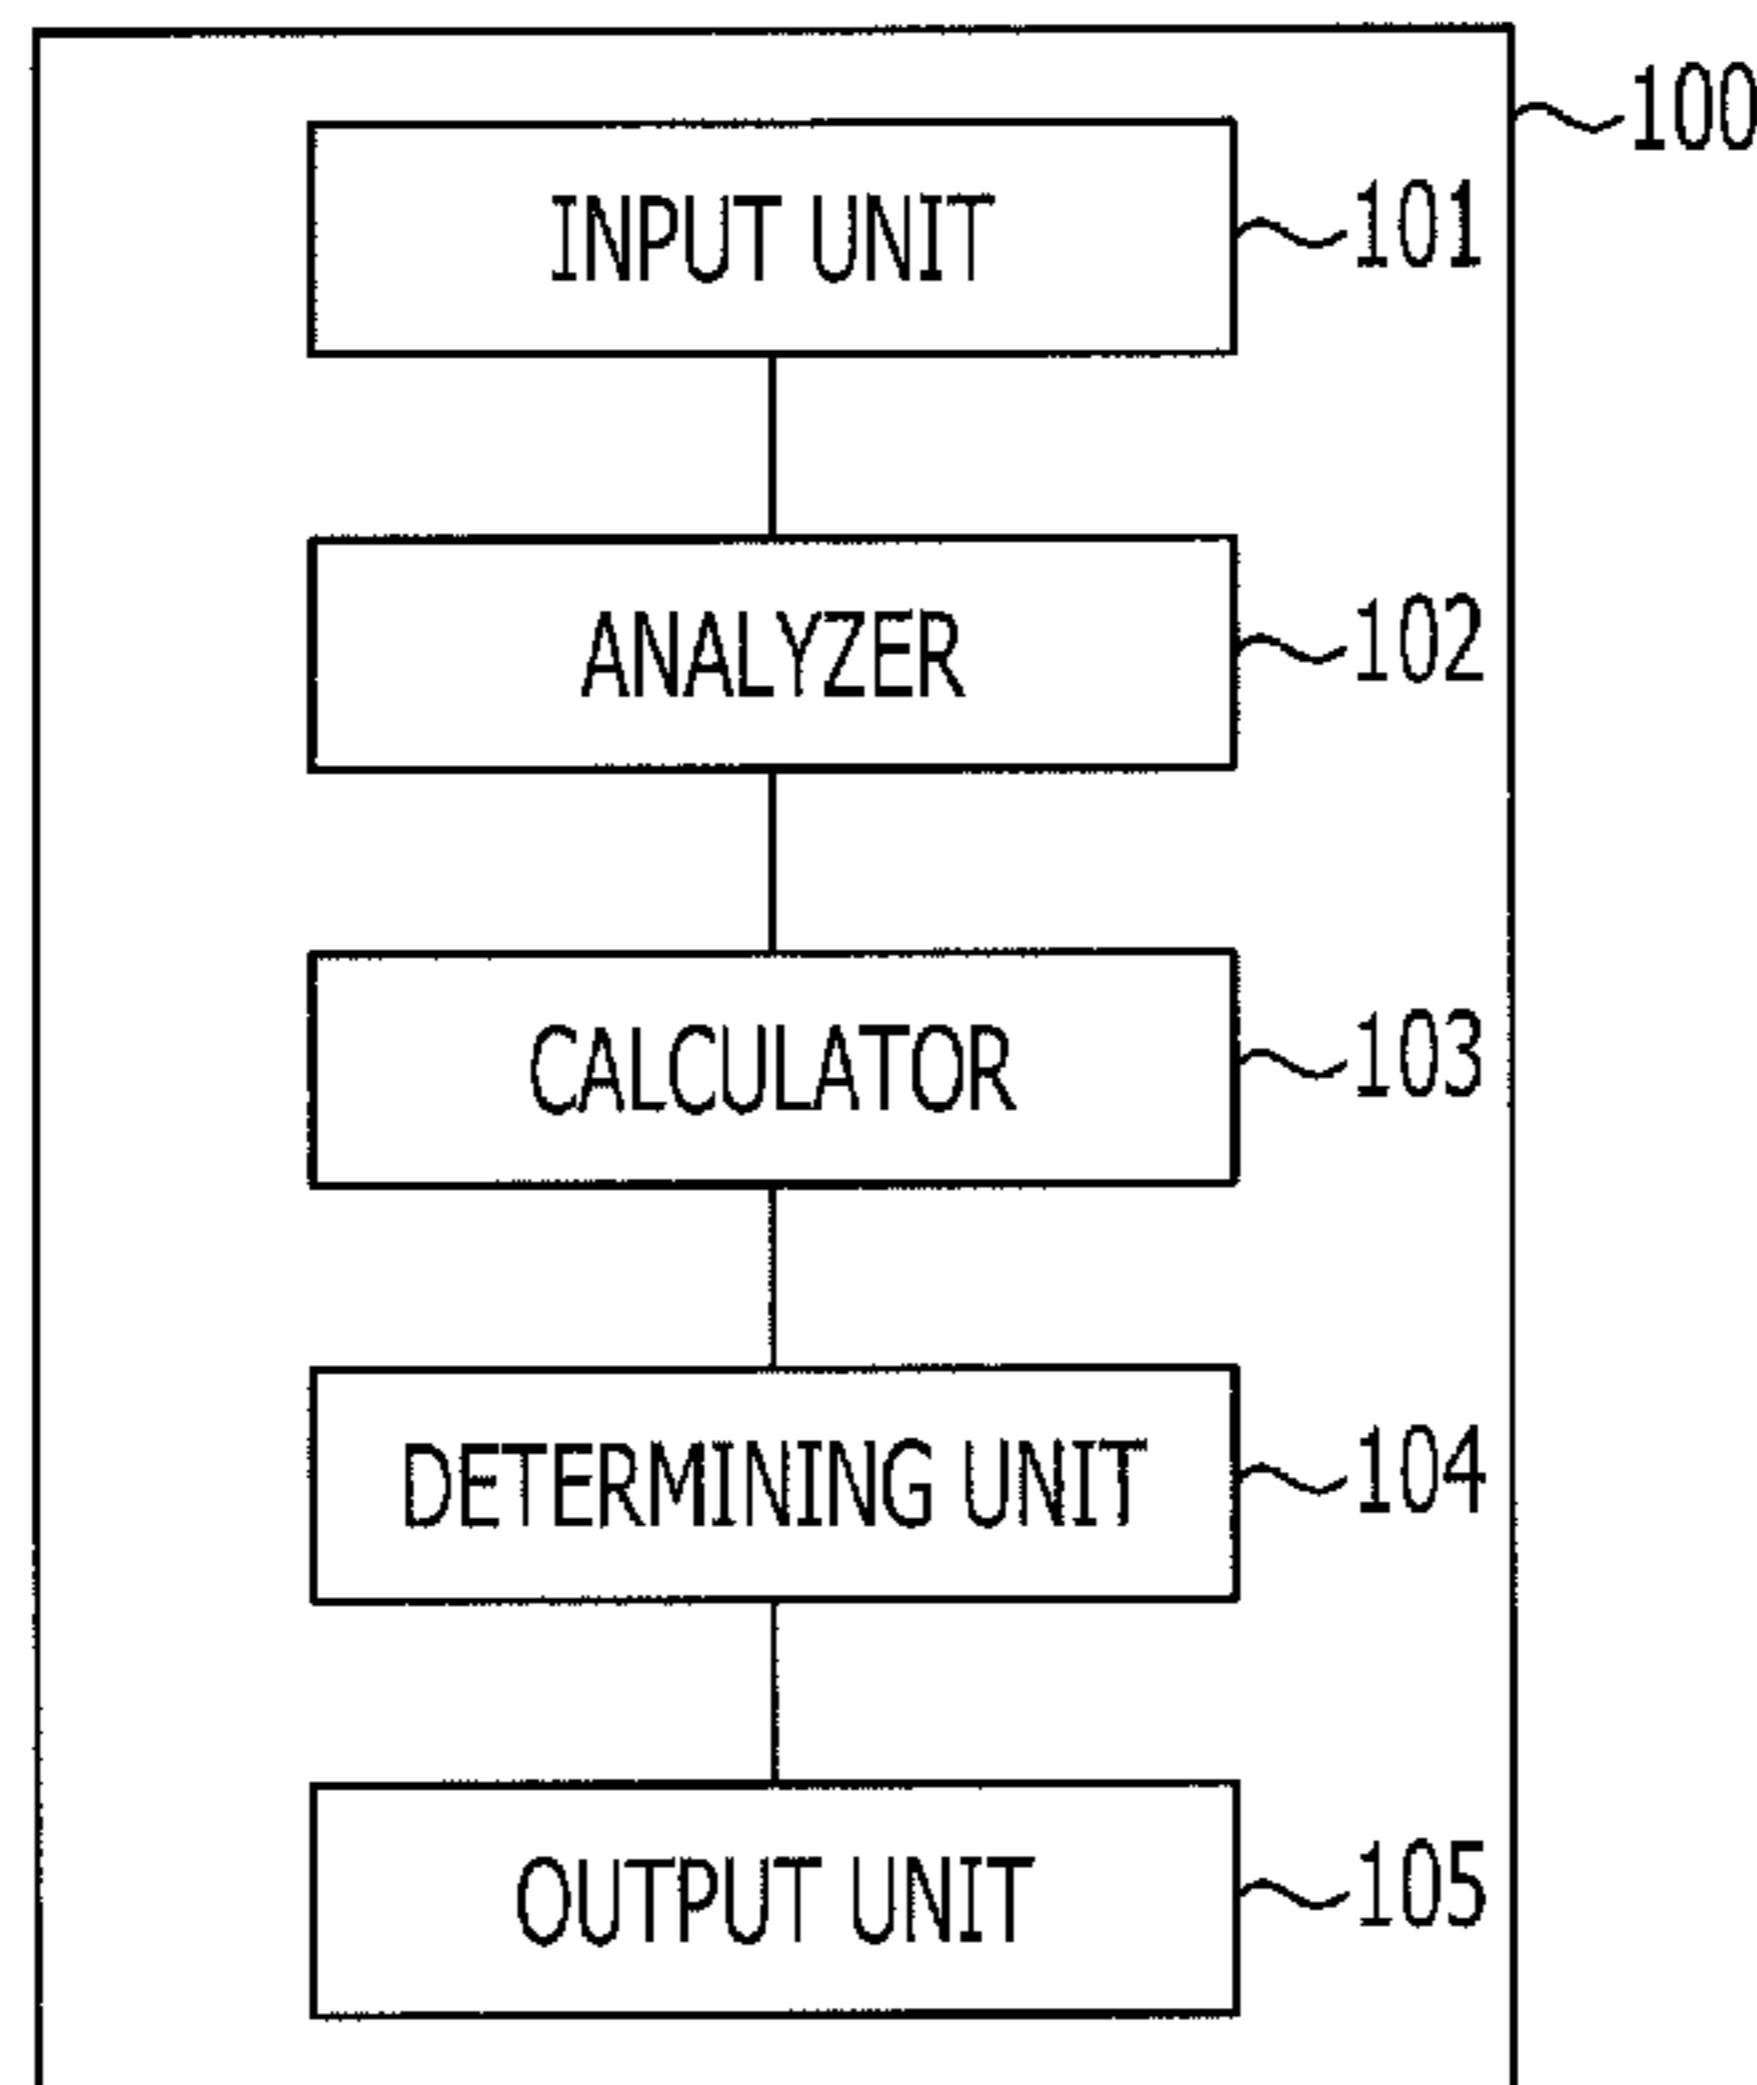 100
INPUT UNIT 101
ANALYZER 102
CALCULATOR 103
DETERMINING UNIT 104
OUTPUT UNIT 105